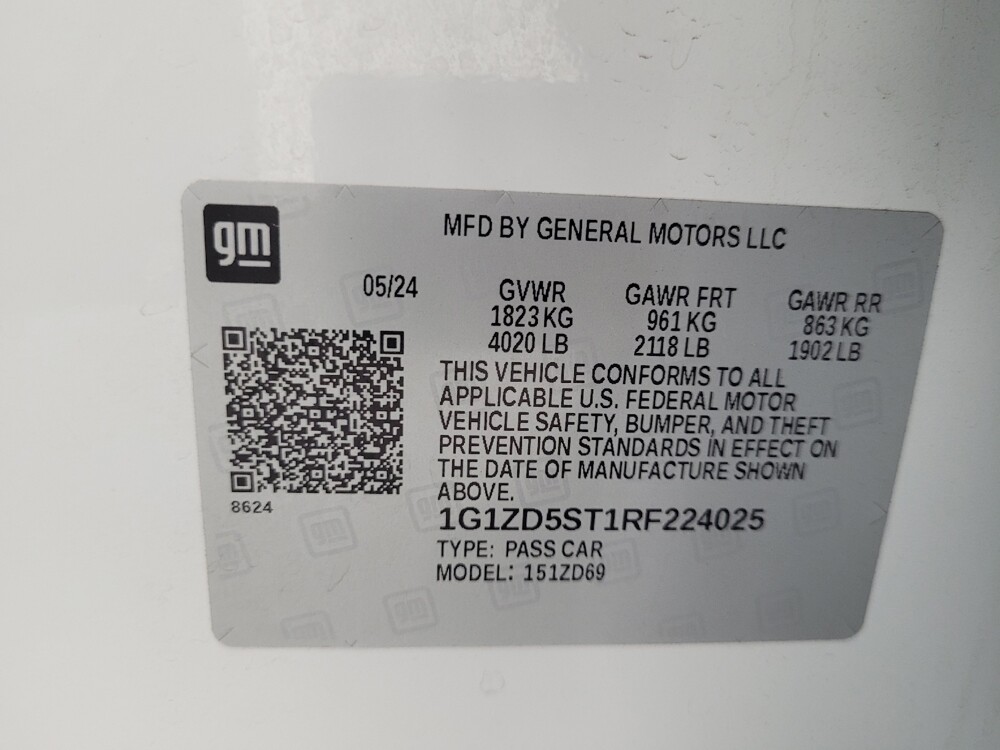 gm
MFD BY GENERAL MOTORS LLC
05/24
GVWR
1823 KG
4020 LB
GAWR FRT
961 KG
2118 LB
GAWR RR
863 KG
1902 LB
THIS VEHICLE CONFORMS TO ALL
APPLICABLE U.S. FEDERAL MOTOR
VEHICLE SAFETY, BUMPER, AND THEFT
PREVENTION STANDARDS IN EFFECT ON
THE DATE OF MANUFACTURE SHOWN
ABOVE.
8624
1G1ZD5ST1RF224025
TYPE: PASS CAR
MODEL: 151ZD69